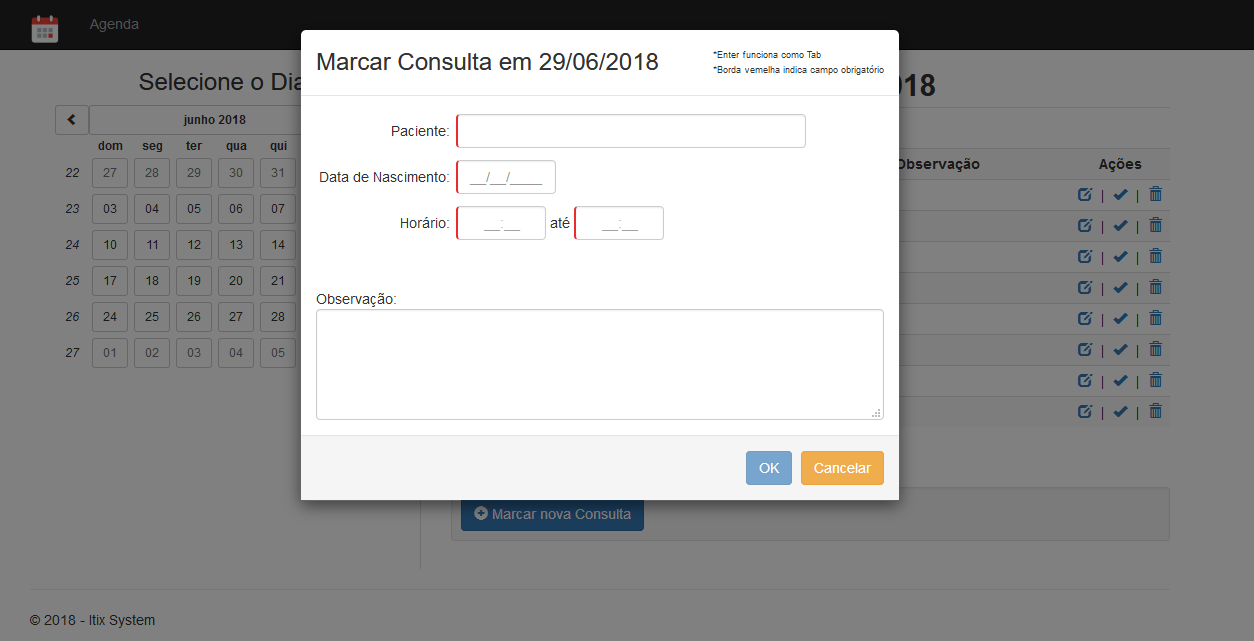 Agenda
Marcar Consulta em 29/06/2018
*Enter funciona como Tab
*Borda vemelha indica campo obrigatório
Selecione o Dia
018
junho 2018
dom seg ter qua qui
22 27 28 29 30 31
23 03 04 05 06 07
24 10 11 12 13 14
25 17 18 19 20 21
26 24 25 26 27 28
27 01 02 03 04 05
Paciente:
Data de Nascimento: __/__/____
Horário: __:__ até __:__
Observação:
OK Cancelar
Observação Ações
| |
| |
| |
| |
| |
| |
| |
| |
Marcar nova Consulta
© 2018 - Itix System